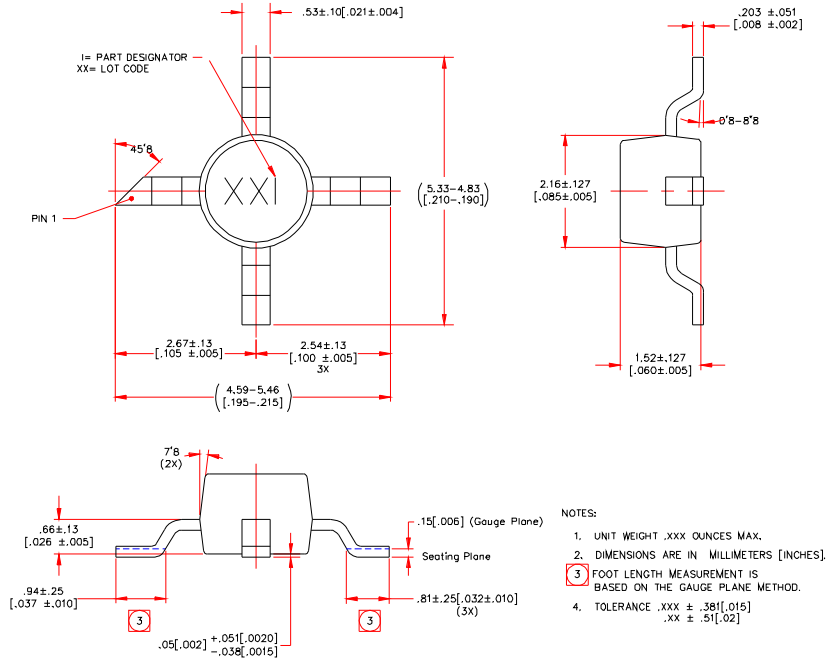 .53±.10[.021±.004]
.203 ±.051
[.008 ±.002]
I= PART DESIGNATOR
XX= LOT CODE
0°8-8°8
45°8
XXI
5.33-4.83
[.210-.190]
2.16±.127
[.085±.005]
PIN 1
2.67±.13
[.105 ±.005]
2.54±.13
[.100 ±.005]
3X
1.52±.127
[.060±.005]
4.59-5.46
[.195-.215]
7°8
(2X)
.66±.13
[.026 ±.005]
.15[.006] (Gauge Plane)
Seating Plane
.94±.25
[.037 ±.010]
.81±.25[.032±.010]
(3X)
3
3
.05[.002] +.051[.0020]
-.038[.0015]
NOTES:
1. UNIT WEIGHT .XXX OUNCES MAX.
2. DIMENSIONS ARE IN MILLIMETERS [INCHES].
3 FOOT LENGTH MEASUREMENT IS
BASED ON THE GAUGE PLANE METHOD.
4. TOLERANCE .XXX ± .381[.015]
.XX ± .51[.02]